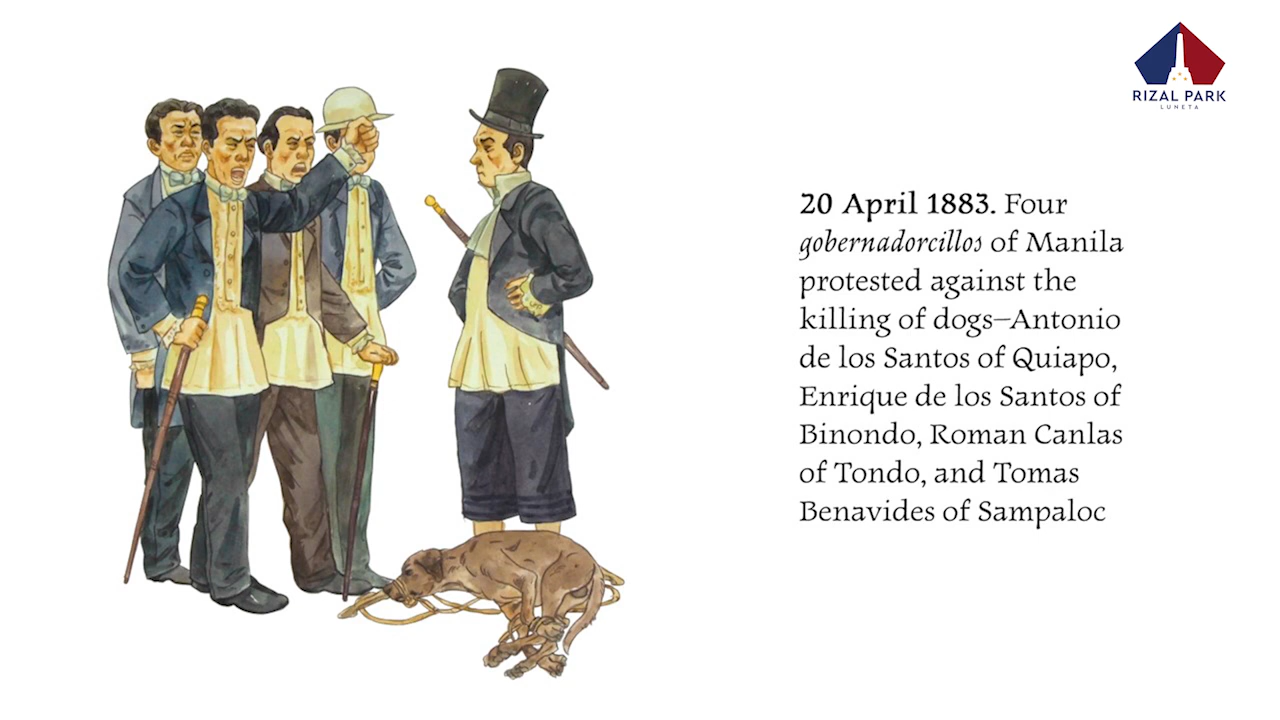 RIZAL PARK
LUNETA
20 April 1883. Four
gobernadorcillos of Manila
protested against the
killing of dogs—Antonio
de los Santos of Quiapo,
Enrique de los Santos of
Binondo, Roman Canlas
of Tondo, and Tomas
Benavides of Sampaloc